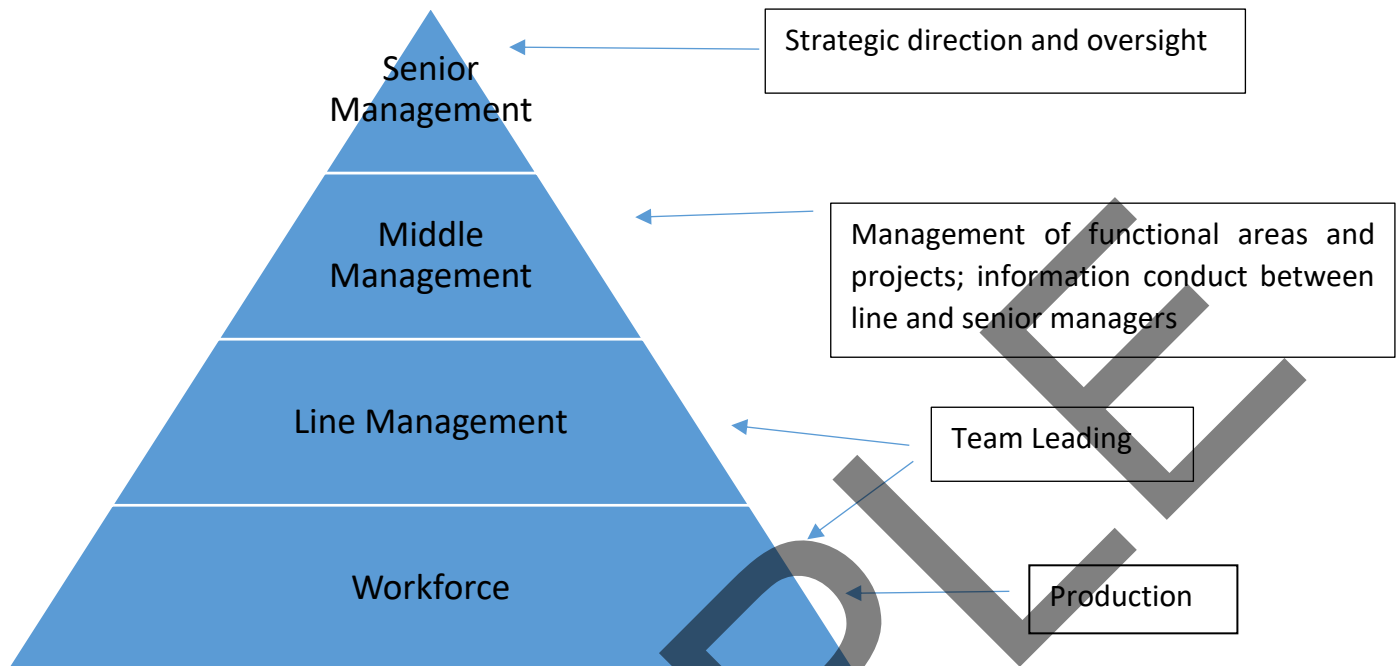 Senior
Management
Strategic direction and oversight
Middle
Management
Management of functional areas and
projects; information conduct between
line and senior managers
Line Management
Team Leading
Workforce
Production